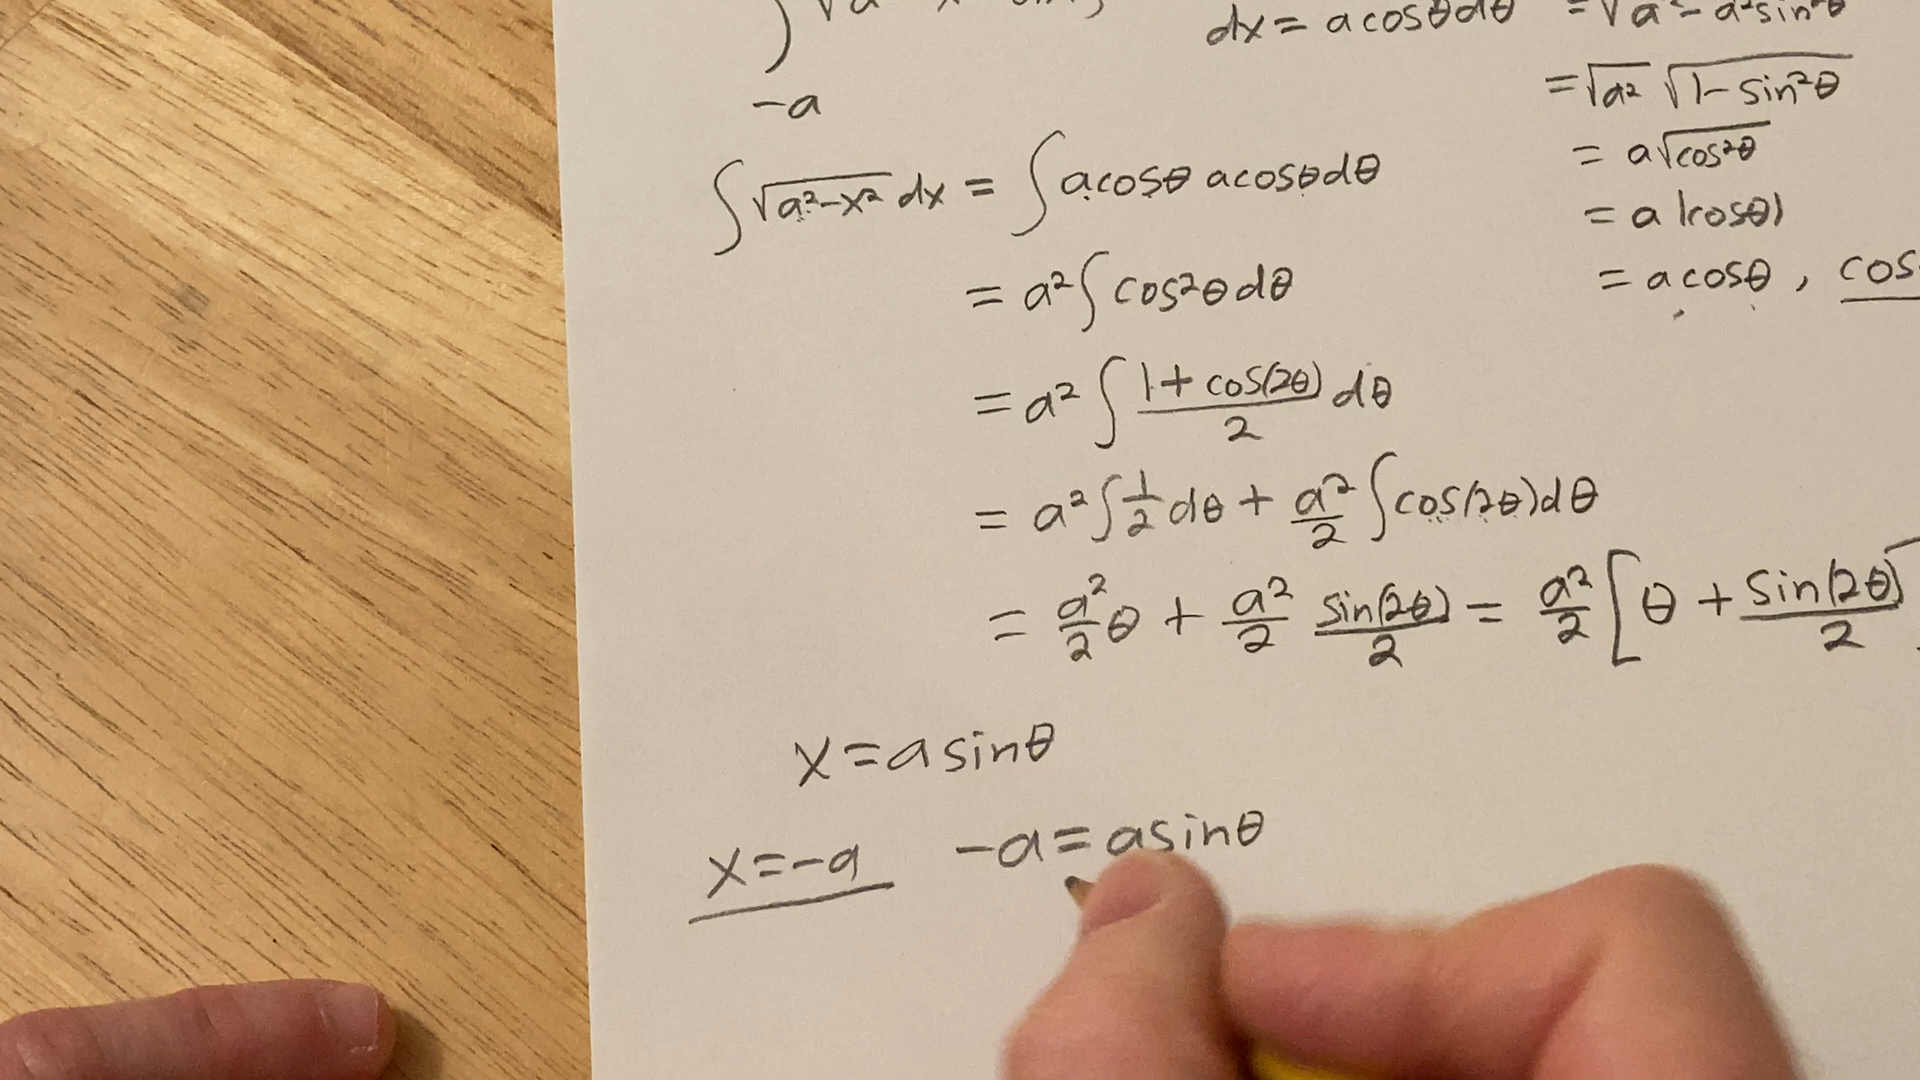 dx = a cosθ dθ
-a
= √a² √1 - sin²θ
= a√cos²θ
= a |cosθ|
= a cosθ , cos
∫ √a²-x² dx = ∫ a cosθ a cosθ dθ
= a² ∫ cos²θ dθ
= a² ∫ 1 + cos(2θ)/2 dθ
= a² ∫ 1/2 dθ + a²/2 ∫ cos(2θ) dθ
= a²/2 θ + a²/2 sin(2θ)/2 = a²/2 [ θ + sin(2θ)/2
x = a sinθ
x = -a -a = a sinθ